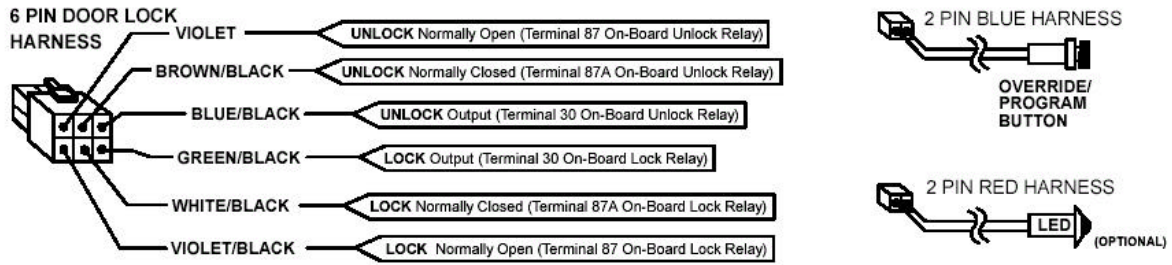 6 PIN DOOR LOCK
HARNESS
VIOLET
UNLOCK Normally Open (Terminal 87 On-Board Unlock Relay)
BROWN/BLACK
UNLOCK Normally Closed (Terminal 87A On-Board Unlock Relay)
BLUE/BLACK
UNLOCK Output (Terminal 30 On-Board Unlock Relay)
GREEN/BLACK
LOCK Output (Terminal 30 On-Board Lock Relay)
WHITE/BLACK
LOCK Normally Closed (Terminal 87A On-Board Lock Relay)
VIOLET/BLACK
LOCK Normally Open (Terminal 87 On-Board Lock Relay)
2 PIN BLUE HARNESS
OVERRIDE/
PROGRAM
BUTTON
2 PIN RED HARNESS
LED
(OPTIONAL)